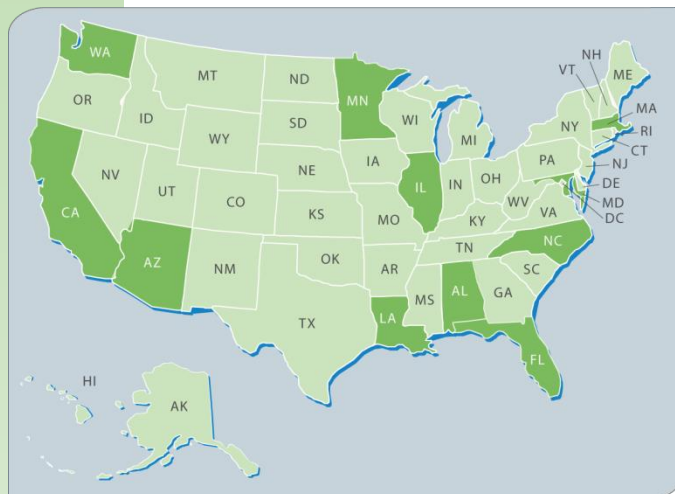 WA
MT
ND
MN
OR
ID
SD
WI
WY
MI
NH
VT
ME
MA
NY
RI
CT
NV
UT
NE
IA
PA
NJ
CA
CO
IL
IN
OH
DE
MD
DC
KS
MO
WV
VA
KY
AZ
NM
OK
AR
TN
NC
SC
TX
LA
MS
AL
GA
FL
HI
AK